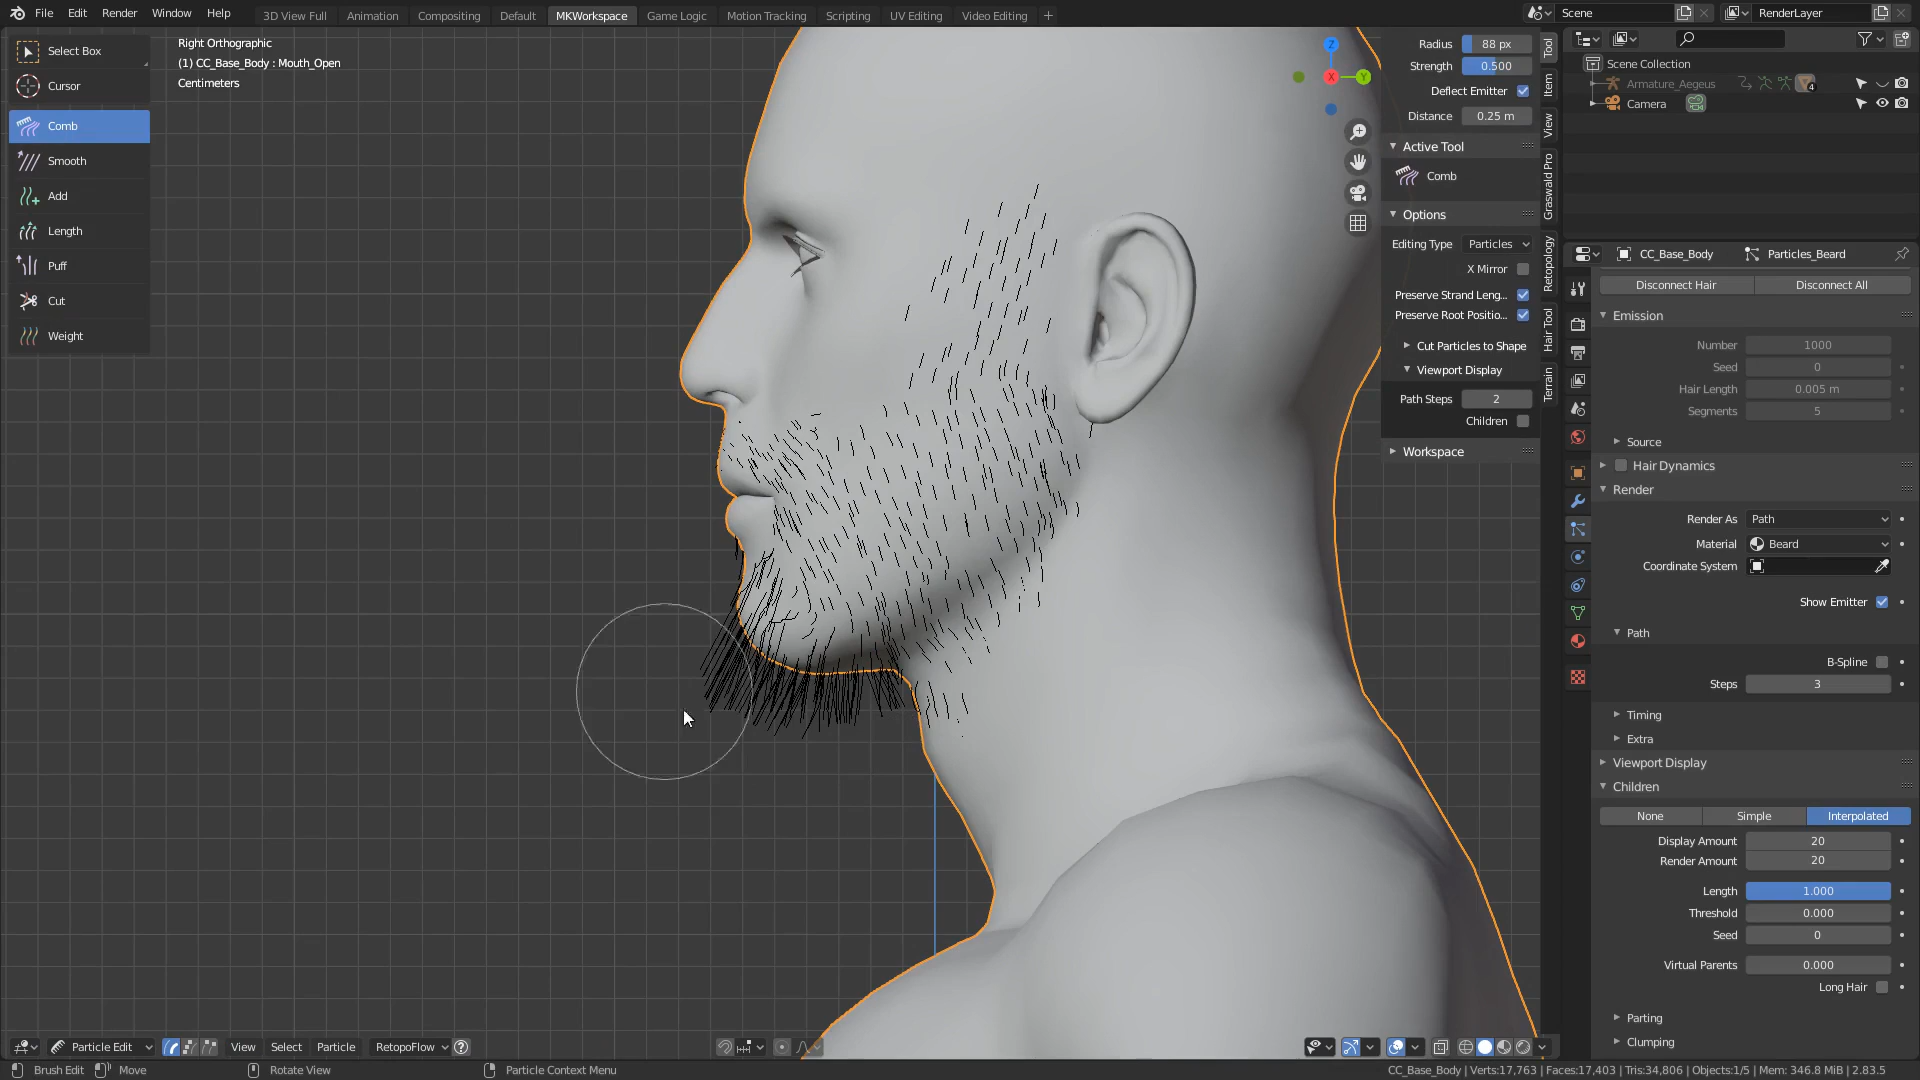 File Edit Render Window Help 3D View Full Animation Compositing Default MKWorkspace Game Logic Motion Tracking Scripting UV Editing Video Editing + Scene RenderLayer
Select Box
Cursor
Comb
Smooth
Add
Length
Puff
Cut
Weight
Right Orthographic
(1) CC_Base_Body : Mouth_Open
Centimeters
Z
X
Y
Radius 88 px
Strength 0.500
Deflect Emitter
Distance 0.25 m
Active Tool
Comb
Options
Editing Type Particles
X Mirror
Preserve Strand Leng...
Preserve Root Positio...
Cut Particles to Shape
Viewport Display
Path Steps 2
Children
Workspace
Tool
Item
View
Graswald Pro
Retopology
Hair Tool
Terrain
Scene Collection
Armature_Aegeus 4
Camera
CC_Base_Body Particles_Beard
Disconnect Hair Disconnect All
Emission
Number 1000
Seed 0
Hair Length 0.005 m
Segments 5
Source
Hair Dynamics
Render
Render As Path
Material Beard
Coordinate System
Show Emitter
Path
B-Spline
Steps 3
Timing
Extra
Viewport Display
Children
None Simple Interpolated
Display Amount 20
Render Amount 20
Length 1.000
Threshold 0.000
Seed 0
Virtual Parents 0.000
Long Hair
Parting
Clumping
Particle Edit View Select Particle RetopoFlow ?
Brush Edit Move Rotate View Particle Context Menu CC_Base_Body | Verts:17,763 | Faces:17,403 | Tris:34,806 | Objects:1/5 | Mem: 346.8 MiB | 2.83.5